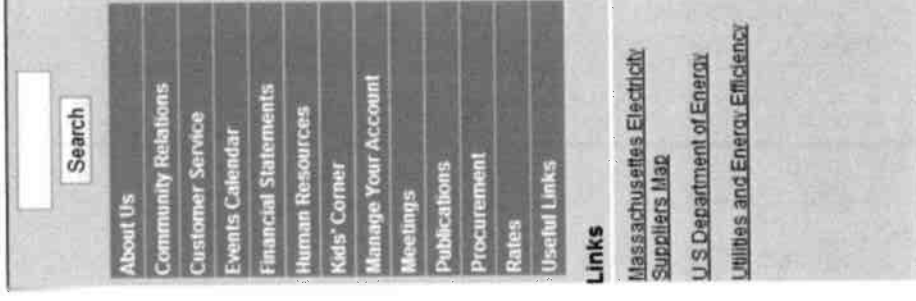 Search
About Us
Community Relations
Customer Service
Events Calendar
Financial Statements
Human Resources
Kids' Corner
Manage Your Account
Meetings
Publications
Procurement
Rates
Useful Links
Links
Massachusettes Electricity
Suppliers Map
U S Department of Energy
Utilities and Energy Efficiency